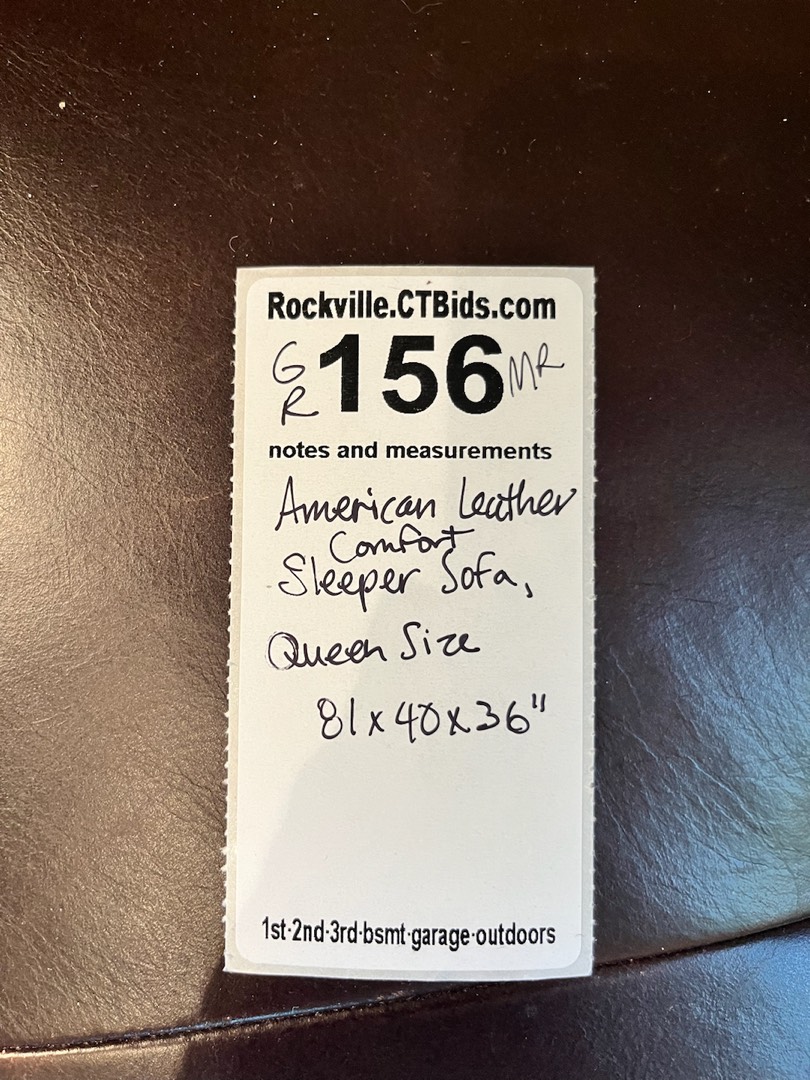 Rockville.CTBids.com
GR 156 MR
notes and measurements
American Leather
Comfort
Sleeper Sofa,
Queen Size
81x40x36"
1st·2nd·3rd·bsmt·garage·outdoors